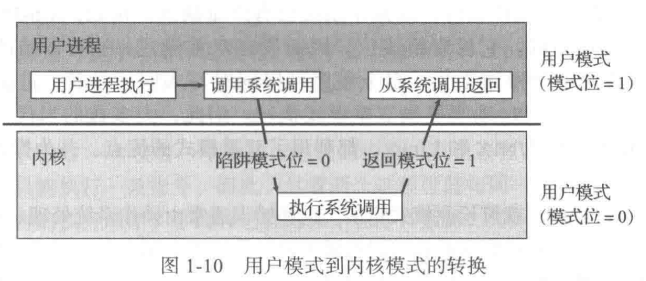 用户进程
用户进程执行
调用系统调用
从系统调用返回
用户模式
(模式位=1)
内核
陷阱模式位=0
返回模式位=1
执行系统调用
用户模式
(模式位=0)
图 1-10 用户模式到内核模式的转换